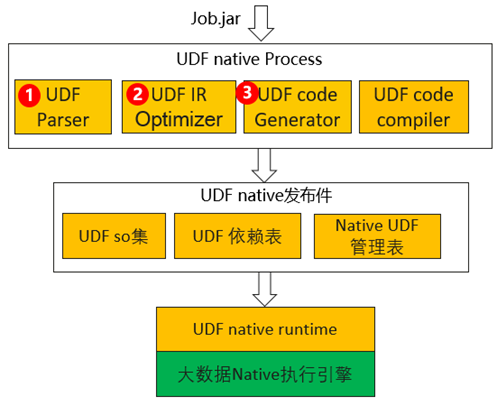 Job.jar
UDF native Process
1 UDF Parser
2 UDF IR Optimizer
3 UDF code Generator
UDF code compiler
UDF native发布件
UDF so集
UDF 依赖表
Native UDF
管理表
UDF native runtime
大数据Native执行引擎